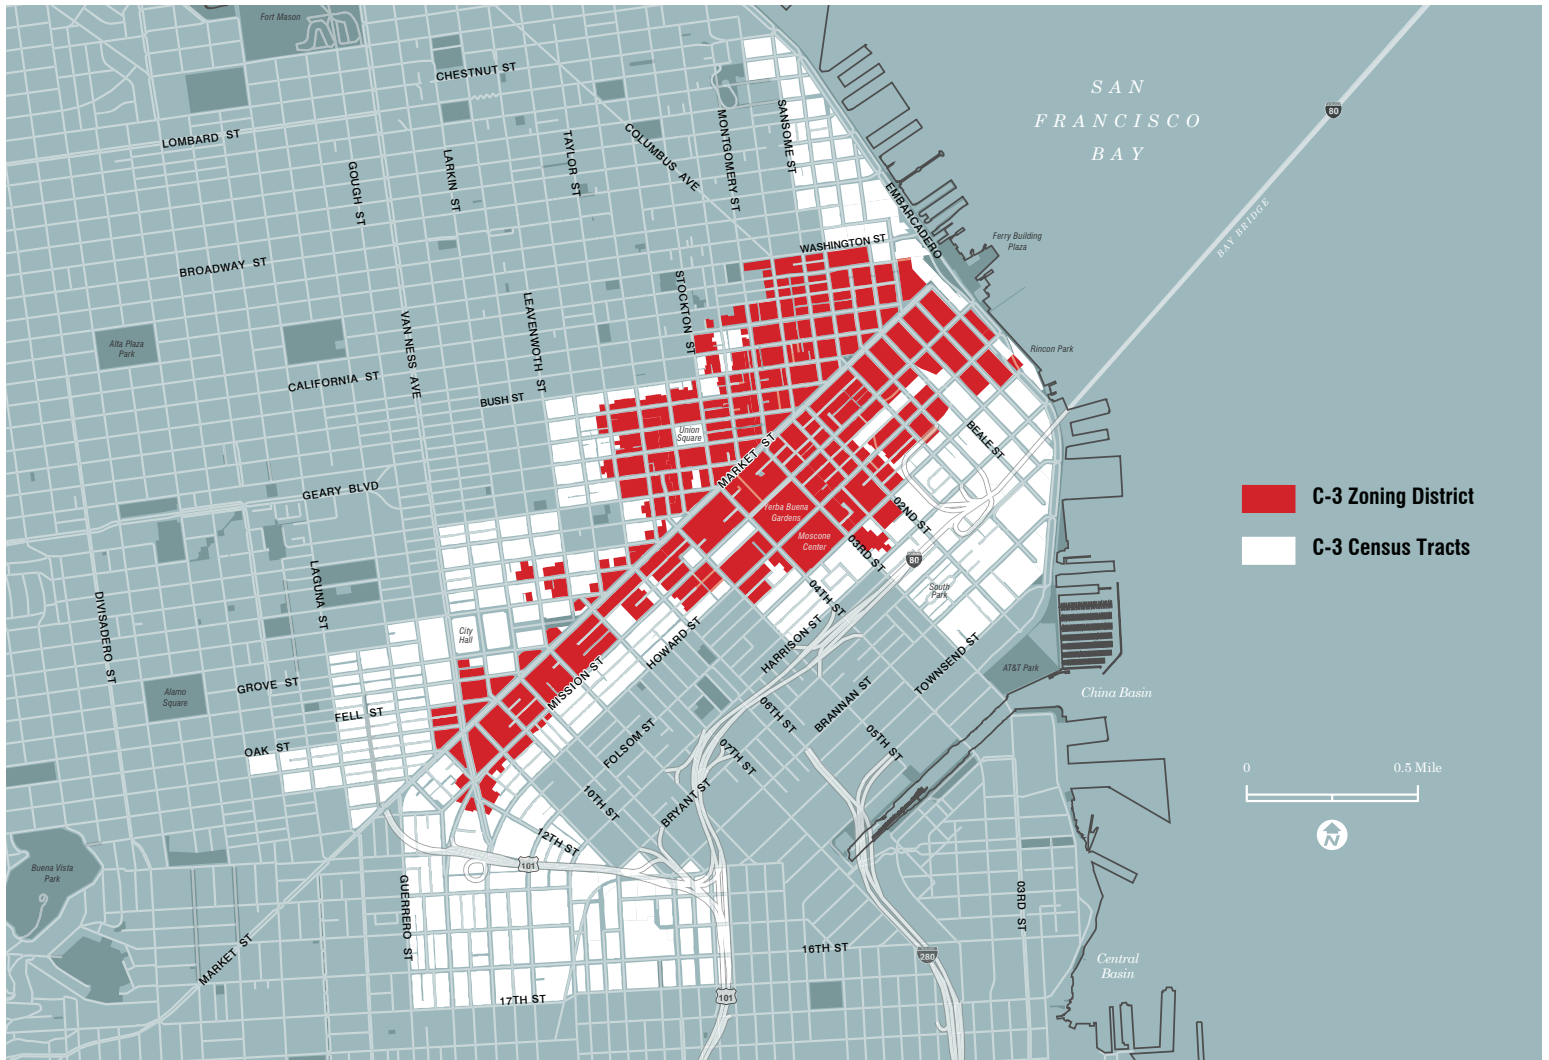 Fort Mason
CHESTNUT ST
LOMBARD ST
COLUMBUS AVE
TAYLOR ST
LARKIN ST
GOUGH ST
MONTGOMERY ST
SANSOME ST
SAN
FRANCISCO
BAY
80
EMBARCADERO
BAY BRIDGE
Ferry Building
Plaza
WASHINGTON ST
BROADWAY ST
STOCKTON ST
LEAVENWOTH ST
VAN NESS AVE
Alta Plaza
Park
CALIFORNIA ST
BUSH ST
Rincon Park
Union
Square
MARKET ST
BEALE ST
GEARY BLVD
Yerba Buena
Gardens
Moscone
Center
02ND ST
03RD ST
80
C-3 Zoning District
C-3 Census Tracts
LAGUNA ST
DIVISADERO ST
04TH ST
South
Park
City
Hall
HOWARD ST
HARRISON ST
TOWNSEND ST
AT&T Park
China Basin
MISSION ST
Alamo
Square
GROVE ST
FELL ST
OAK ST
06TH ST
BRANNAN ST
05TH ST
FOLSOM ST
07TH ST
10TH ST
BRYANT ST
0
0.5 Mile
N
12TH ST
101
Buena Vista
Park
GUERRERO ST
03RD ST
MARKET ST
16TH ST
280
Central
Basin
17TH ST
101